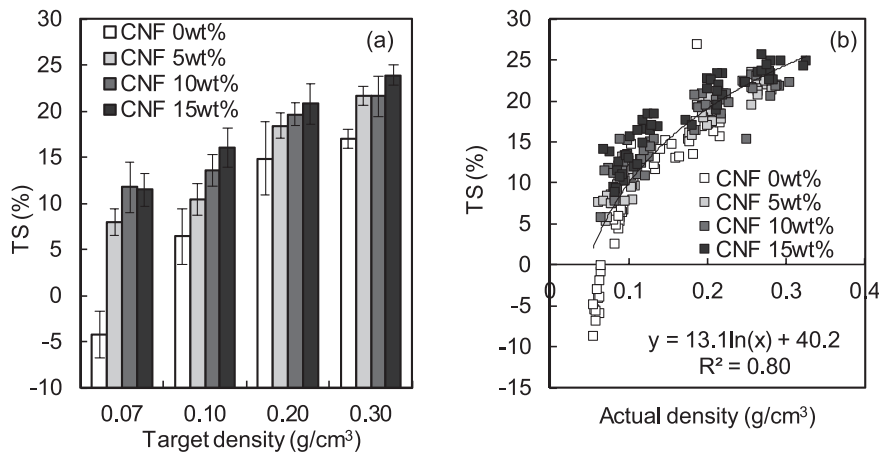 (a)
CNF 0wt%
CNF 5wt%
CNF 10wt%
CNF 15wt%
30
25
20
15
10
5
0
-5
-10
TS (%)
0.07 0.10 0.20 0.30
Target density (g/cm³)
(b)
30
25
20
15
10
5
0
-5
-10
-15
TS (%)
CNF 0wt%
CNF 5wt%
CNF 10wt%
CNF 15wt%
0 0.1 0.2 0.3 0.4
y = 13.1ln(x) + 40.2
R² = 0.80
Actual density (g/cm³)